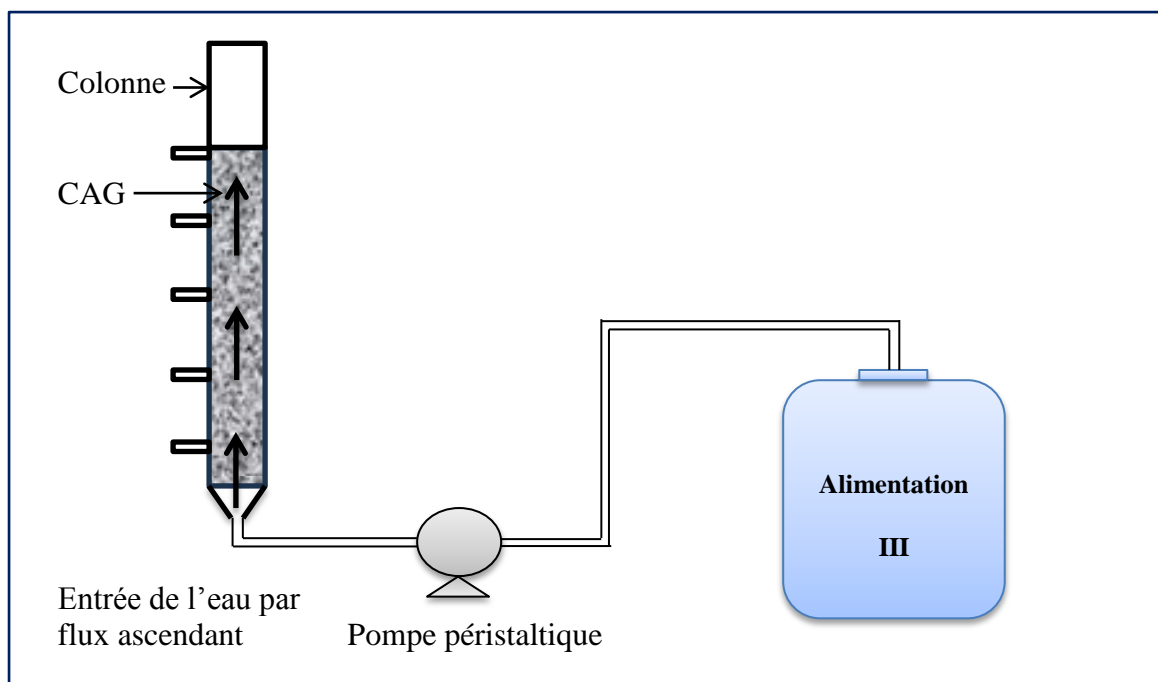 Colonne
CAG
Alimentation
III
Entrée de l’eau par
flux ascendant
Pompe péristaltique